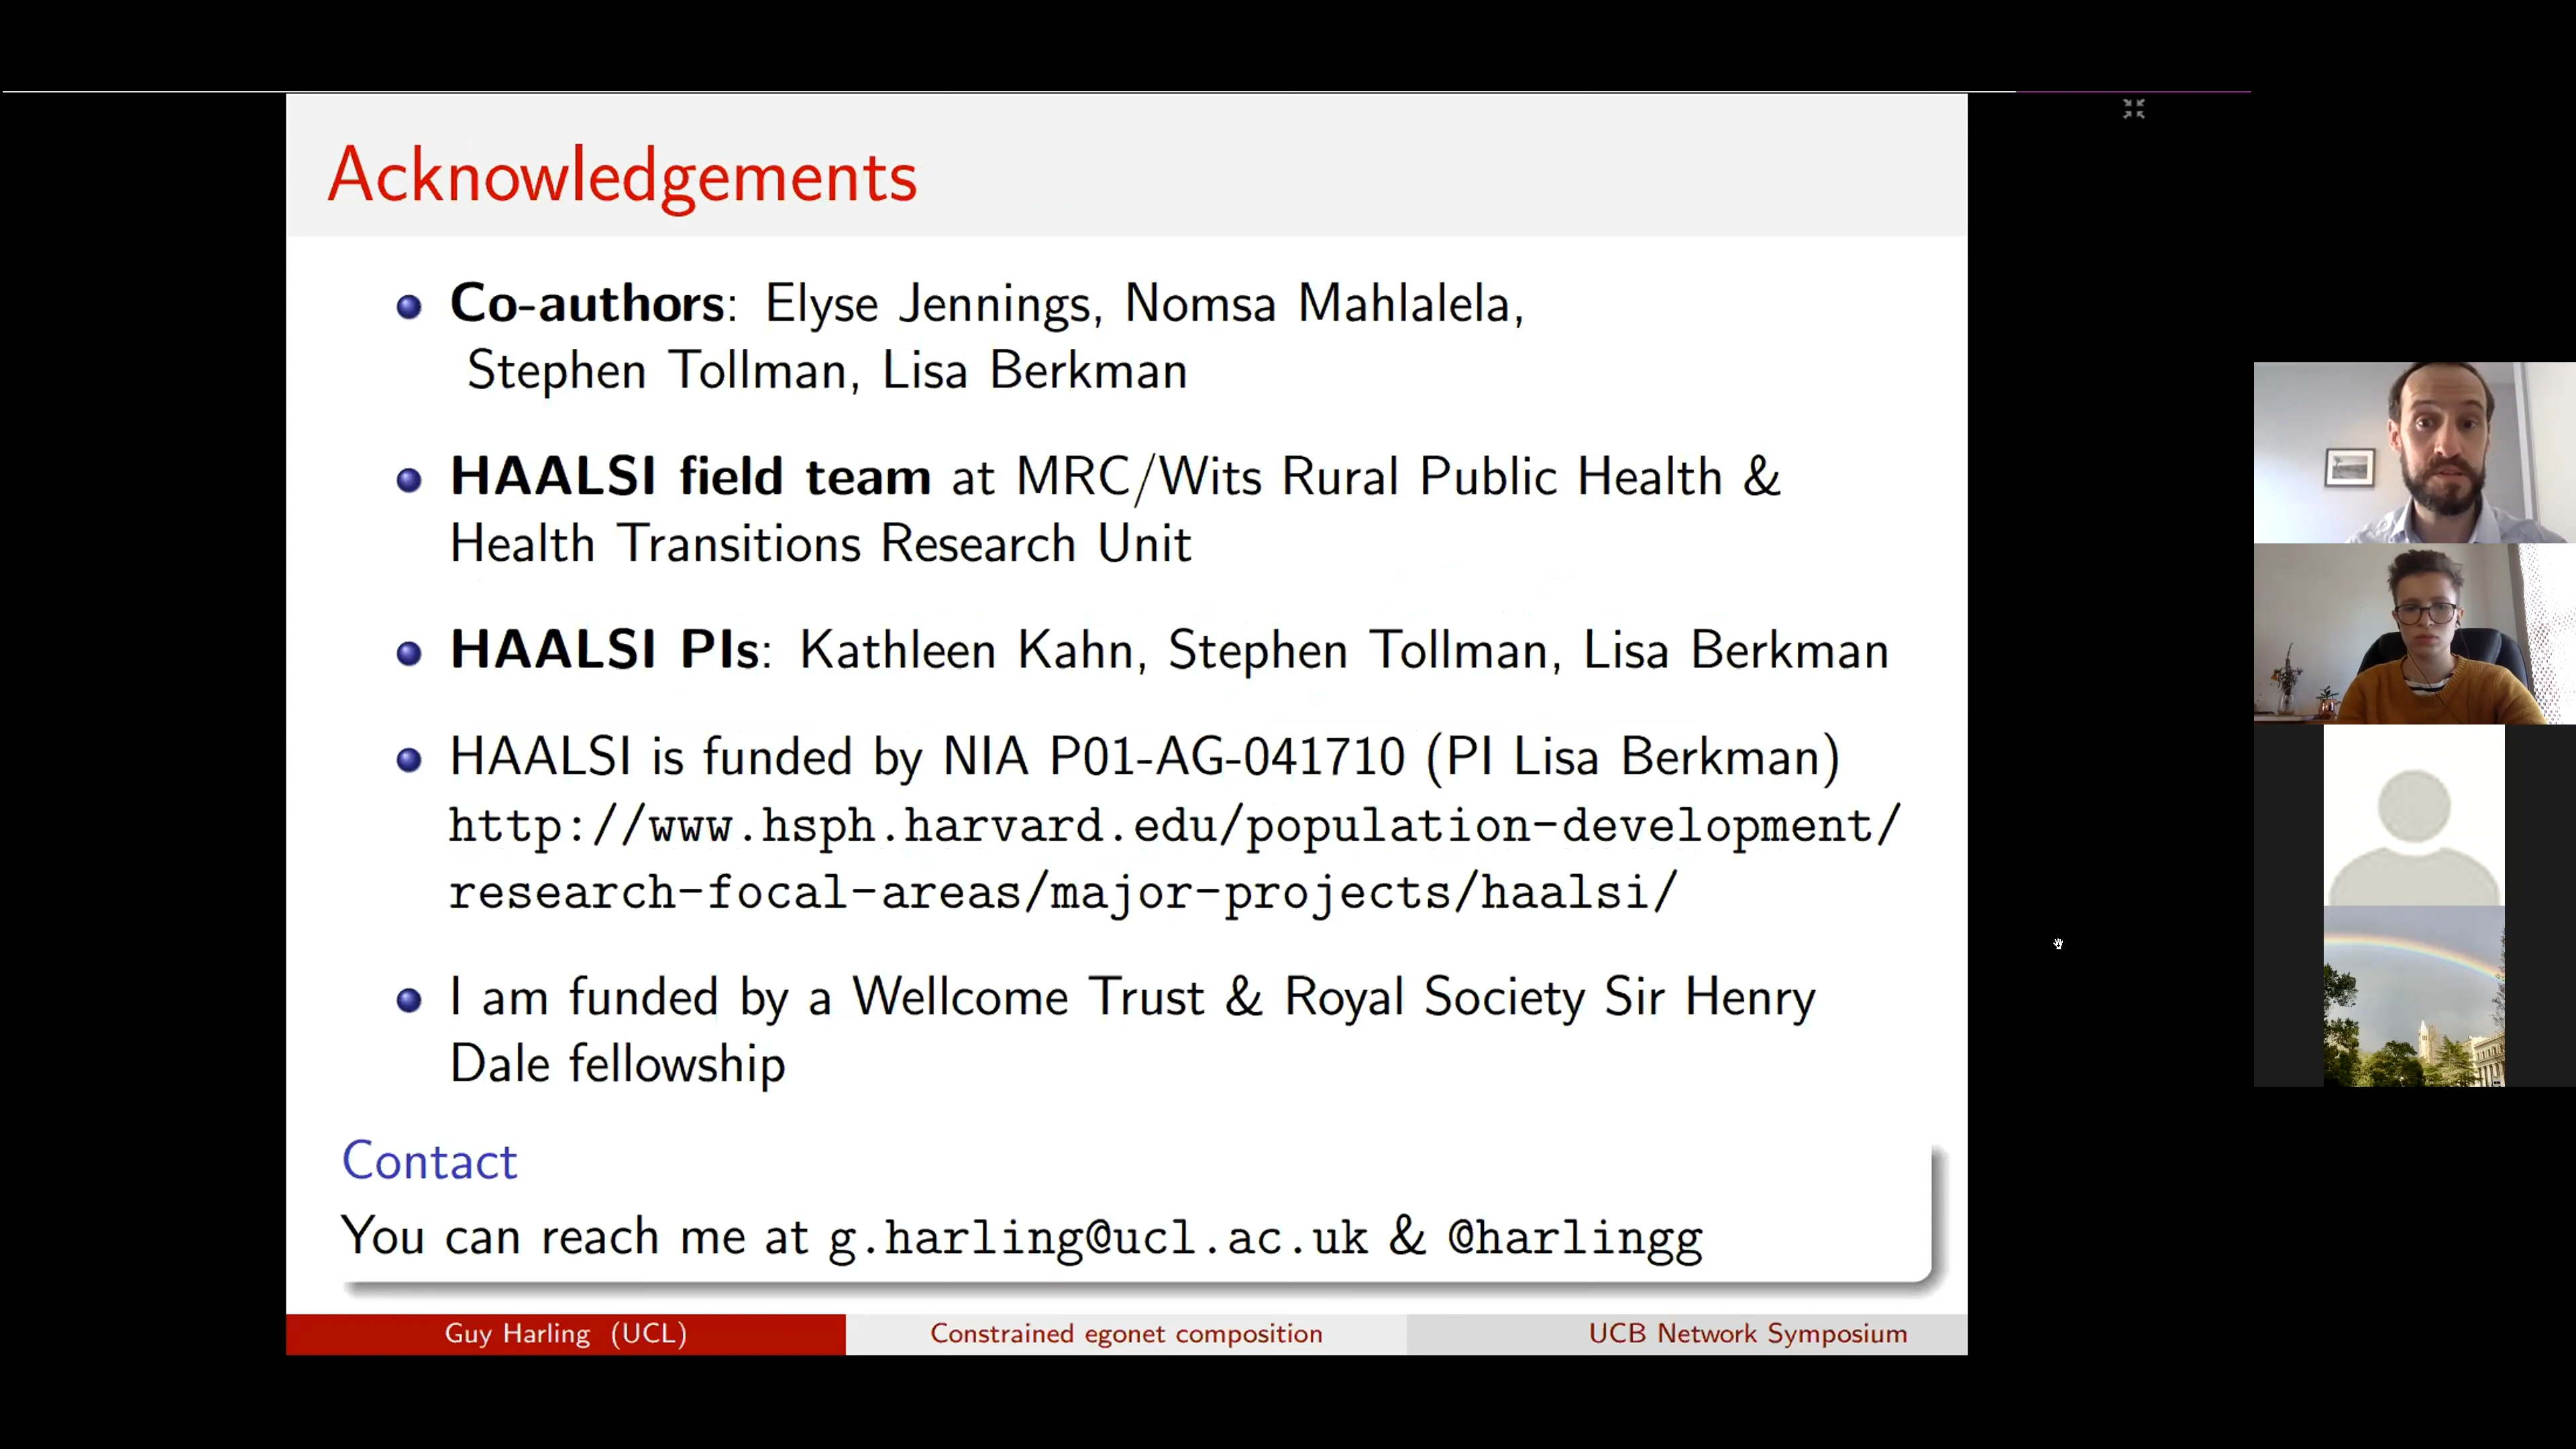 Acknowledgements
Co-authors: Elyse Jennings, Nomsa Mahlalela,
Stephen Tollman, Lisa Berkman
HAALSI field team at MRC/Wits Rural Public Health &
Health Transitions Research Unit
HAALSI PIs: Kathleen Kahn, Stephen Tollman, Lisa Berkman
HAALSI is funded by NIA P01-AG-041710 (PI Lisa Berkman)
http://www.hsph.harvard.edu/population-development/
research-focal-areas/major-projects/haalsi/
I am funded by a Wellcome Trust & Royal Society Sir Henry
Dale fellowship
Contact
You can reach me at g.harling@ucl.ac.uk & @harlingg
Guy Harling (UCL)
Constrained egonet composition
UCB Network Symposium